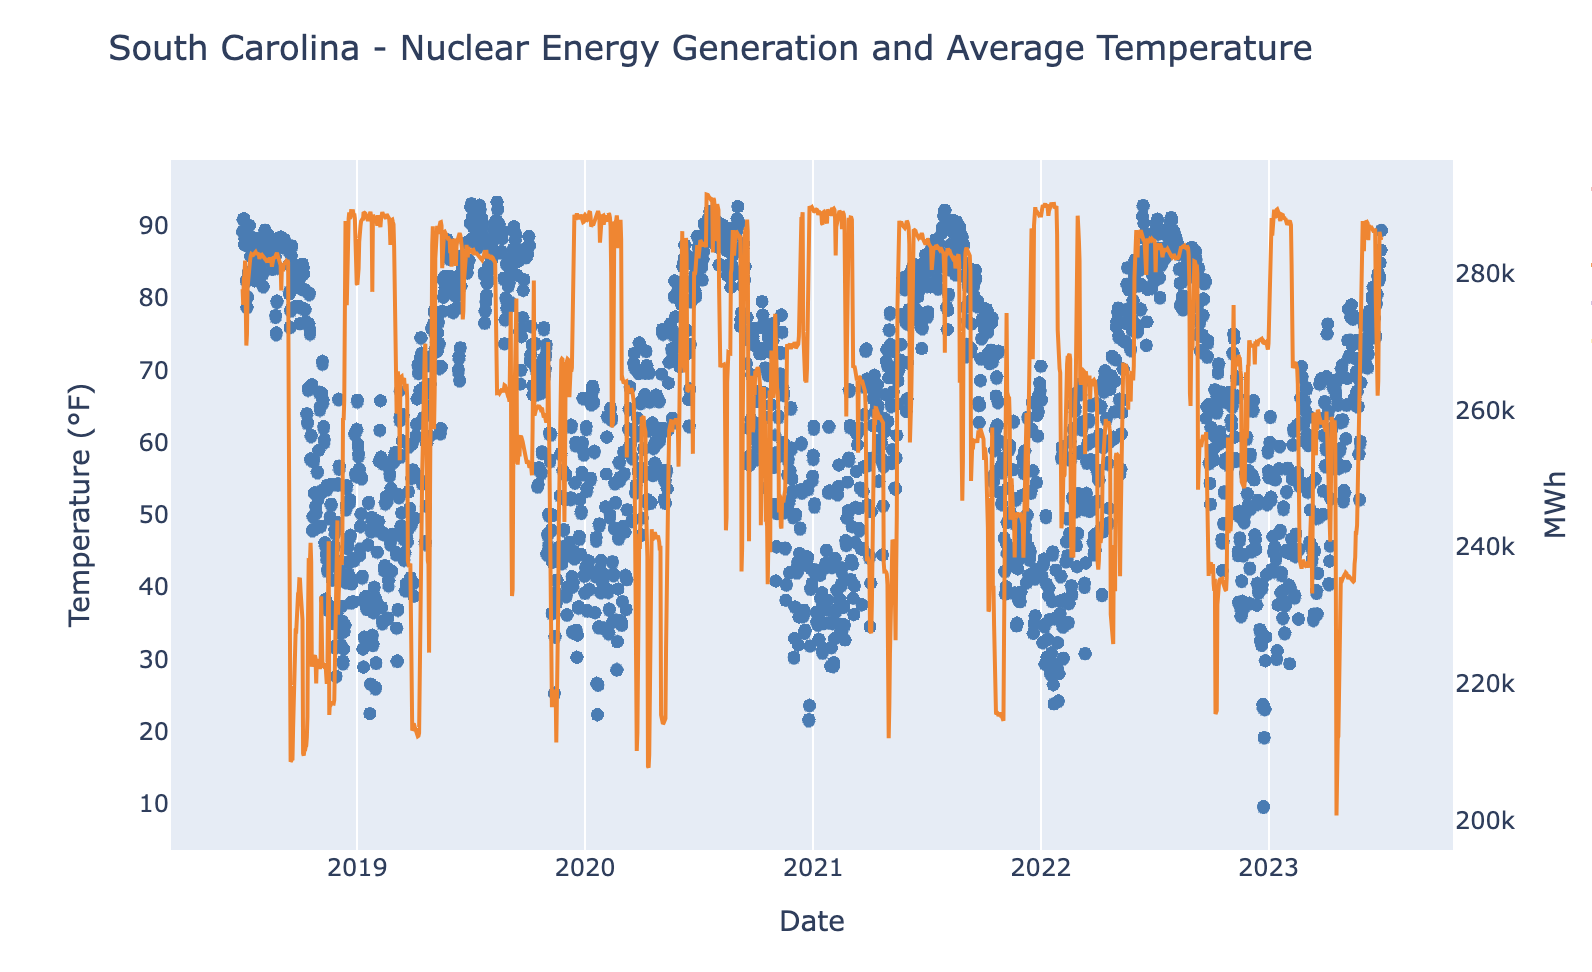 South Carolina - Nuclear Energy Generation and Average Temperature
90
80
70
60
50
40
30
20
10
Temperature (°F)
280k
260k
240k
220k
200k
MWh
2019 2020 2021 2022 2023
Date